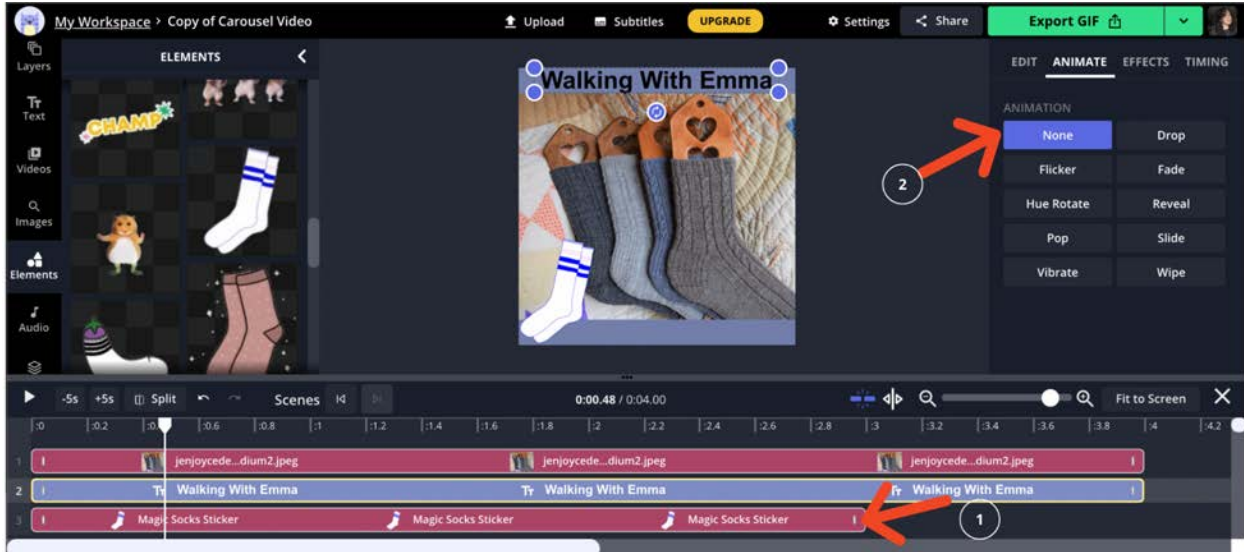 My Workspace > Copy of Carousel Video
Upload
Subtitles
UPGRADE
Settings
Share
Export GIF
Layers
Text
Videos
Images
Elements
Audio
ELEMENTS
CHAMP
Walking With Emma
EDIT ANIMATE EFFECTS TIMING
ANIMATION
None Drop
Flicker Fade
Hue Rotate Reveal
Pop Slide
Vibrate Wipe
2
-5s +5s Split Scenes 0:00.48 / 0:04.00 Fit to Screen
:0 :0.2 :0.6 :0.8 :1 :1.2 :1.4 :1.6 :1.8 :2 :2.2 :2.4 :2.6 :2.8 :3 :3.2 :3.4 :3.6 :3.8 :4 :4.2
1 jenjoycede...dium2.jpeg jenjoycede...dium2.jpeg jenjoycede...dium2.jpeg
2 Walking With Emma Walking With Emma Walking With Emma
3 Magic Socks Sticker Magic Socks Sticker Magic Socks Sticker
1